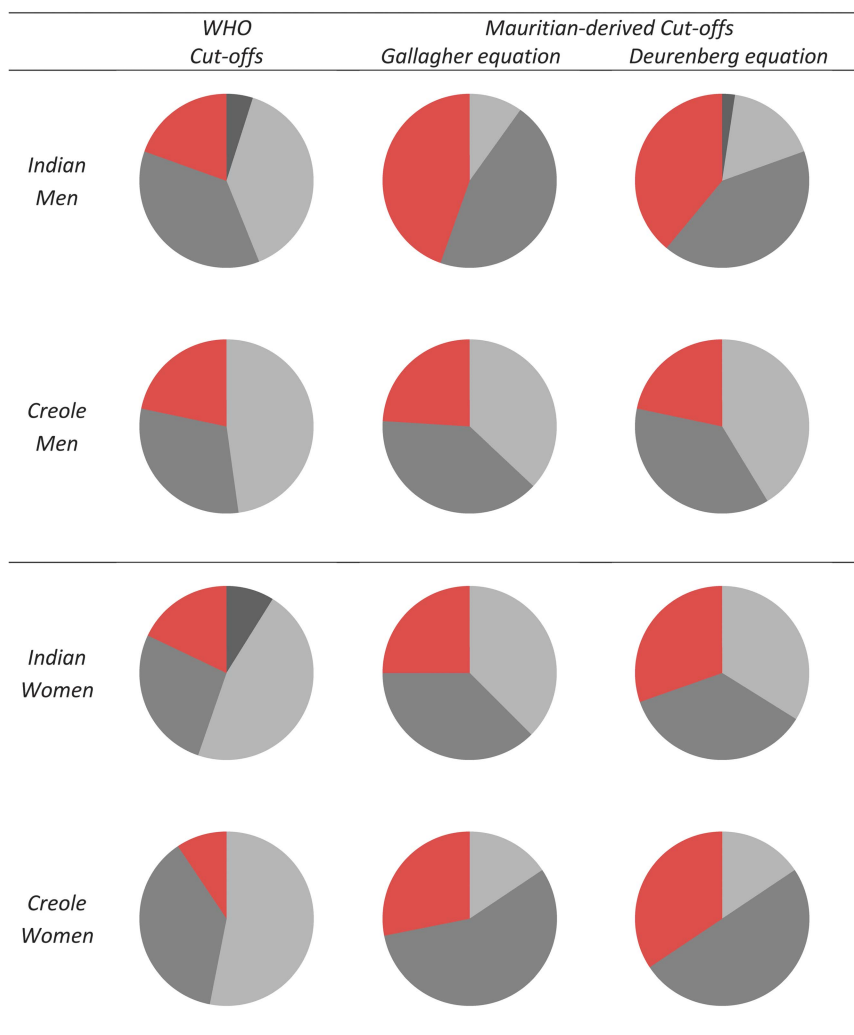 WHO Mauritian-derived Cut-offs
Cut-offs Gallagher equation Deurenberg equation
Indian
Men
Creole
Men
Indian
Women
Creole
Women